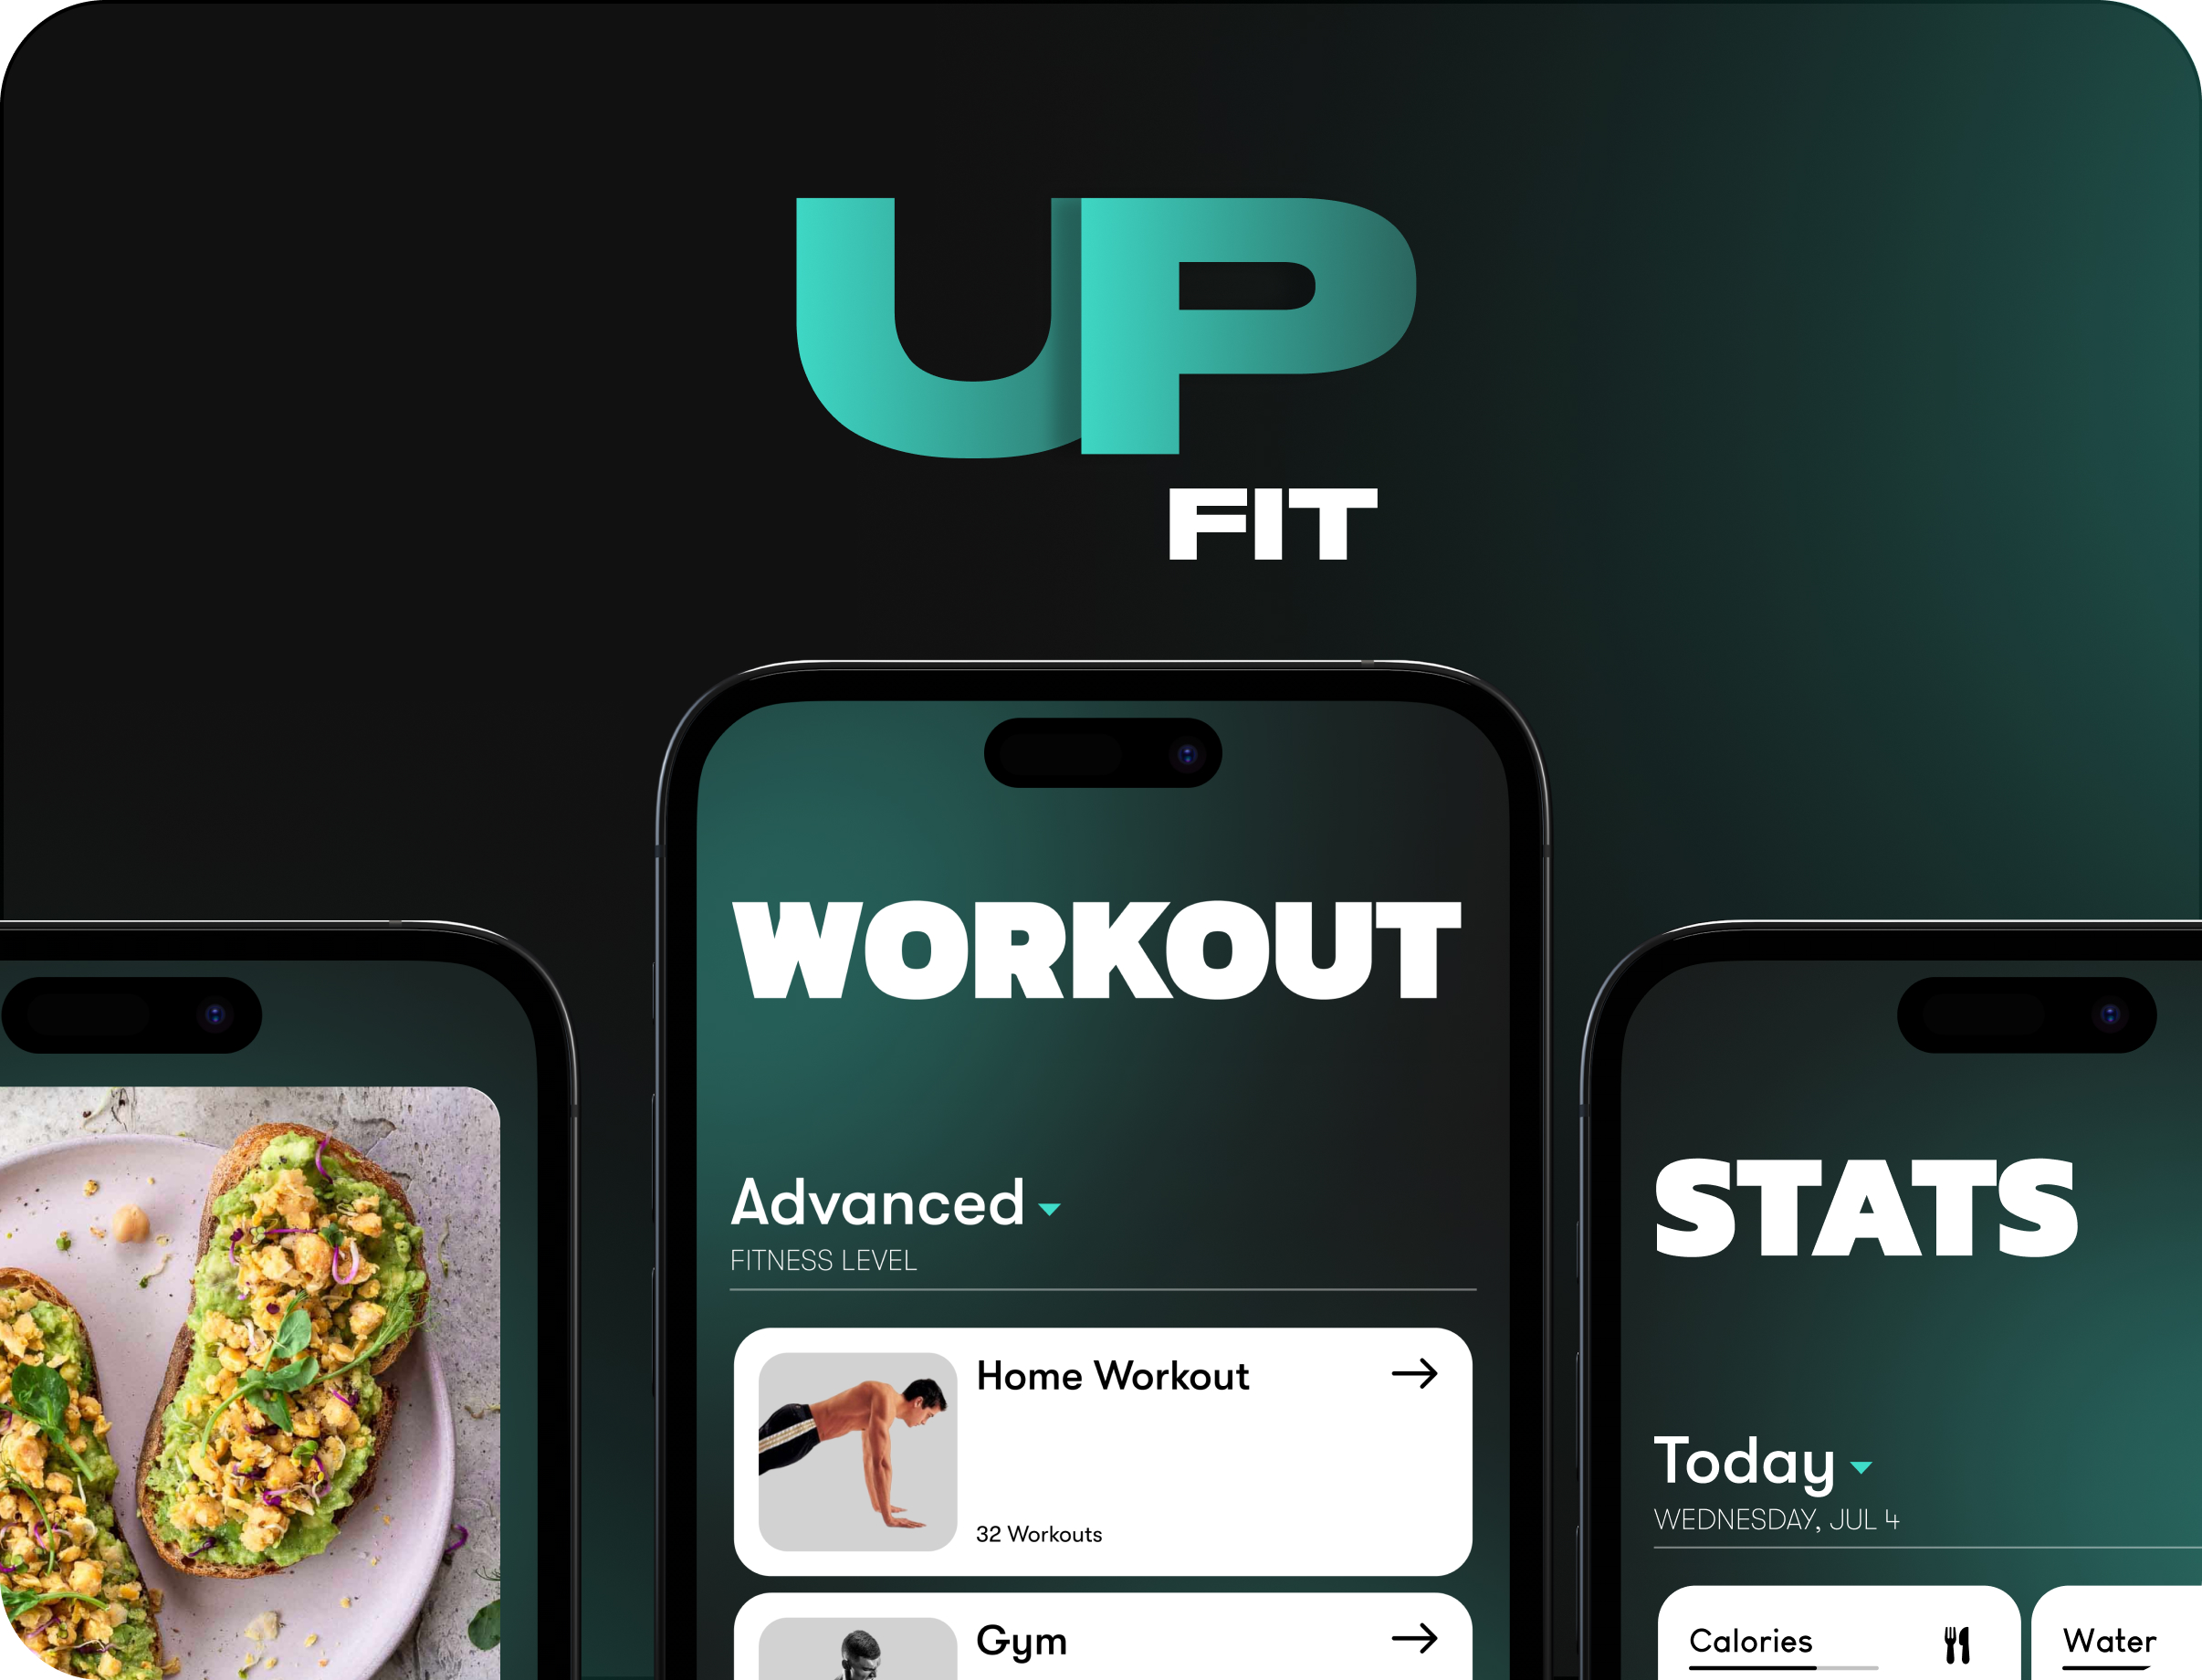 UP
FIT
WORKOUT
Advanced
FITNESS LEVEL
Home Workout
32 Workouts
Gym
STATS
Today
WEDNESDAY, JUL 4
Calories
Water